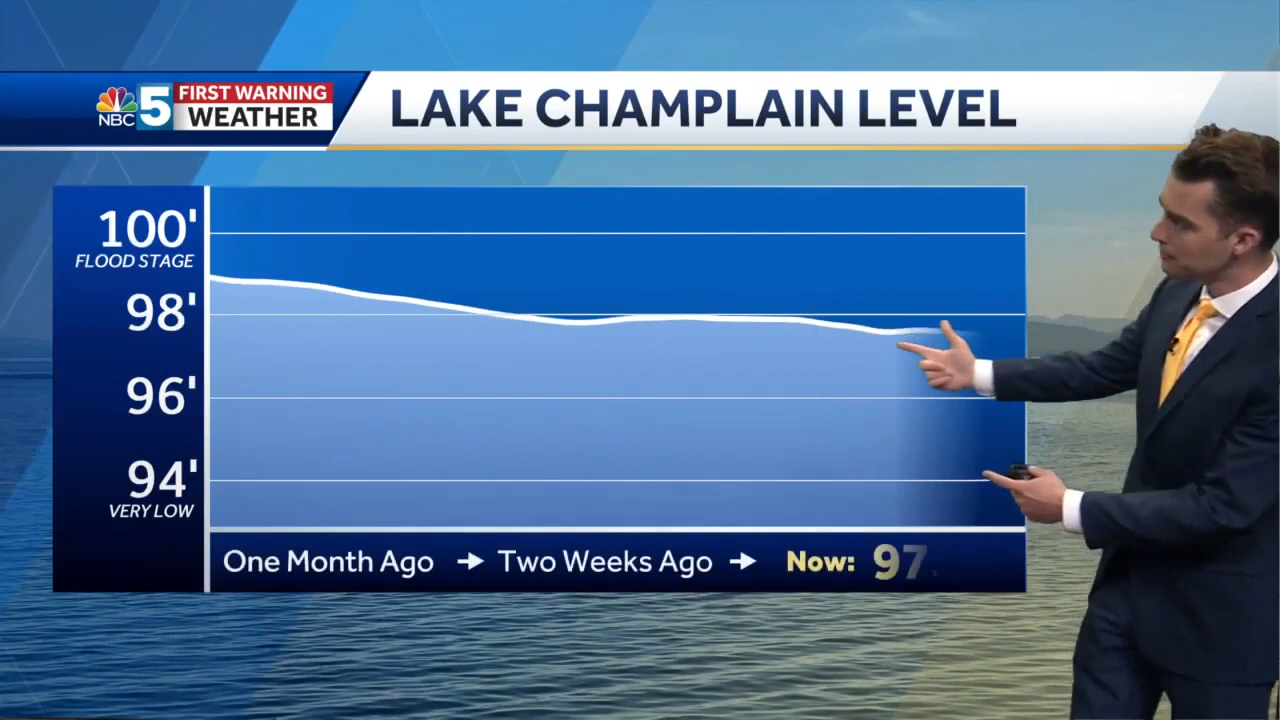 NBC 5 FIRST WARNING
WEATHER
LAKE CHAMPLAIN LEVEL
100'
FLOOD STAGE
98'
96'
94'
VERY LOW
One Month Ago → Two Weeks Ago → Now: 97.